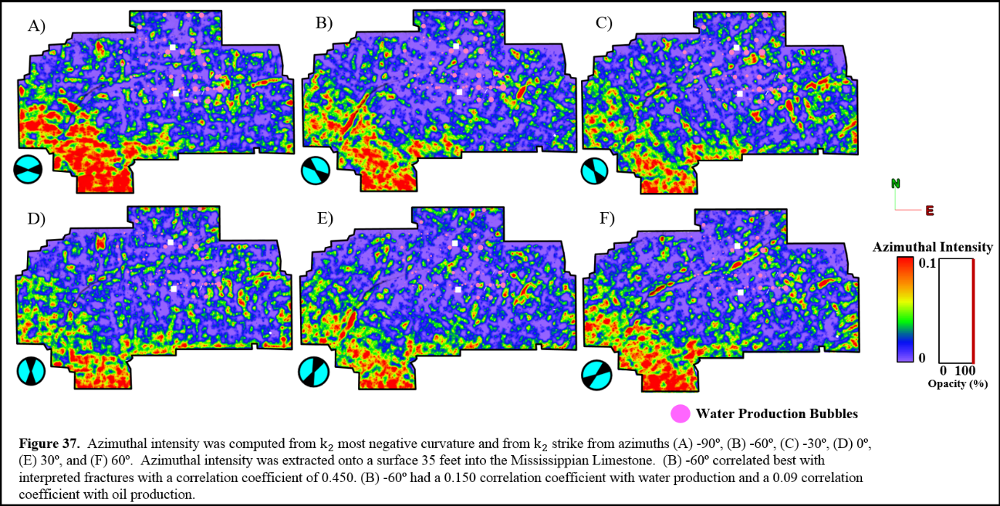 A)
B)
C)
N
E
D)
E)
F)
Azimuthal Intensity
0.1
0
0 100
Opacity (%)
Water Production Bubbles
Figure 37. Azimuthal intensity was computed from k₂ most negative curvature and from k₂ strike from azimuths (A) -90º, (B) -60º, (C) -30º, (D) 0º,
(E) 30º, and (F) 60º. Azimuthal intensity was extracted onto a surface 35 feet into the Mississippian Limestone. (B) -60º correlated best with
interpreted fractures with a correlation coefficient of 0.450. (B) -60º had a 0.150 correlation coefficient with water production and a 0.09 correlation
coefficient with oil production.